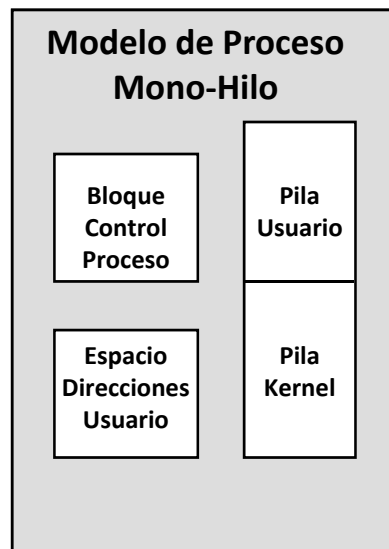 Modelo de Proceso
Mono-Hilo
Bloque
Control
Proceso
Pila
Usuario
Espacio
Direcciones
Usuario
Pila
Kernel